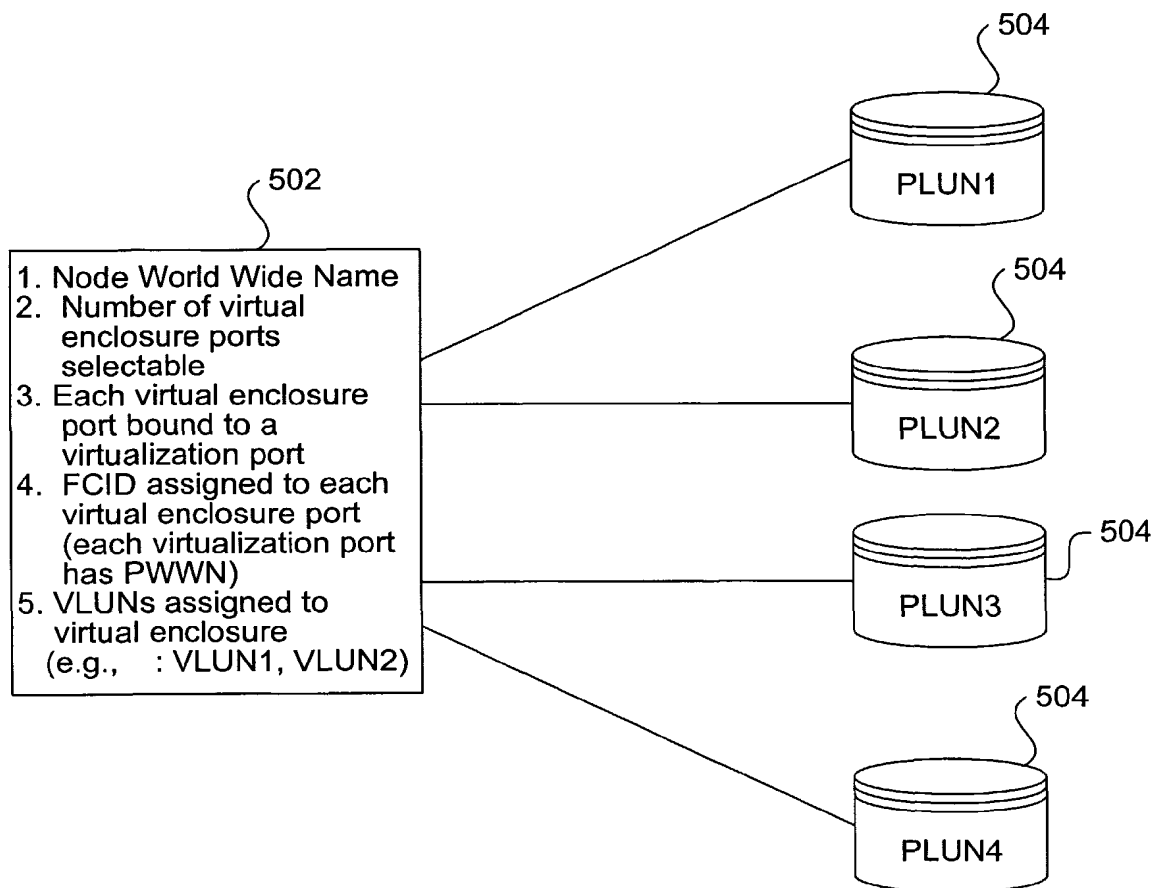 504
PLUN1
502
1. Node World Wide Name
2. Number of virtual
enclosure ports
selectable
3. Each virtual enclosure
port bound to a
virtualization port
4. FCID assigned to each
virtual enclosure port
(each virtualization port
has PWWN)
5. VLUNs assigned to
virtual enclosure
(e.g., : VLUN1, VLUN2)
504
PLUN2
504
PLUN3
504
PLUN4